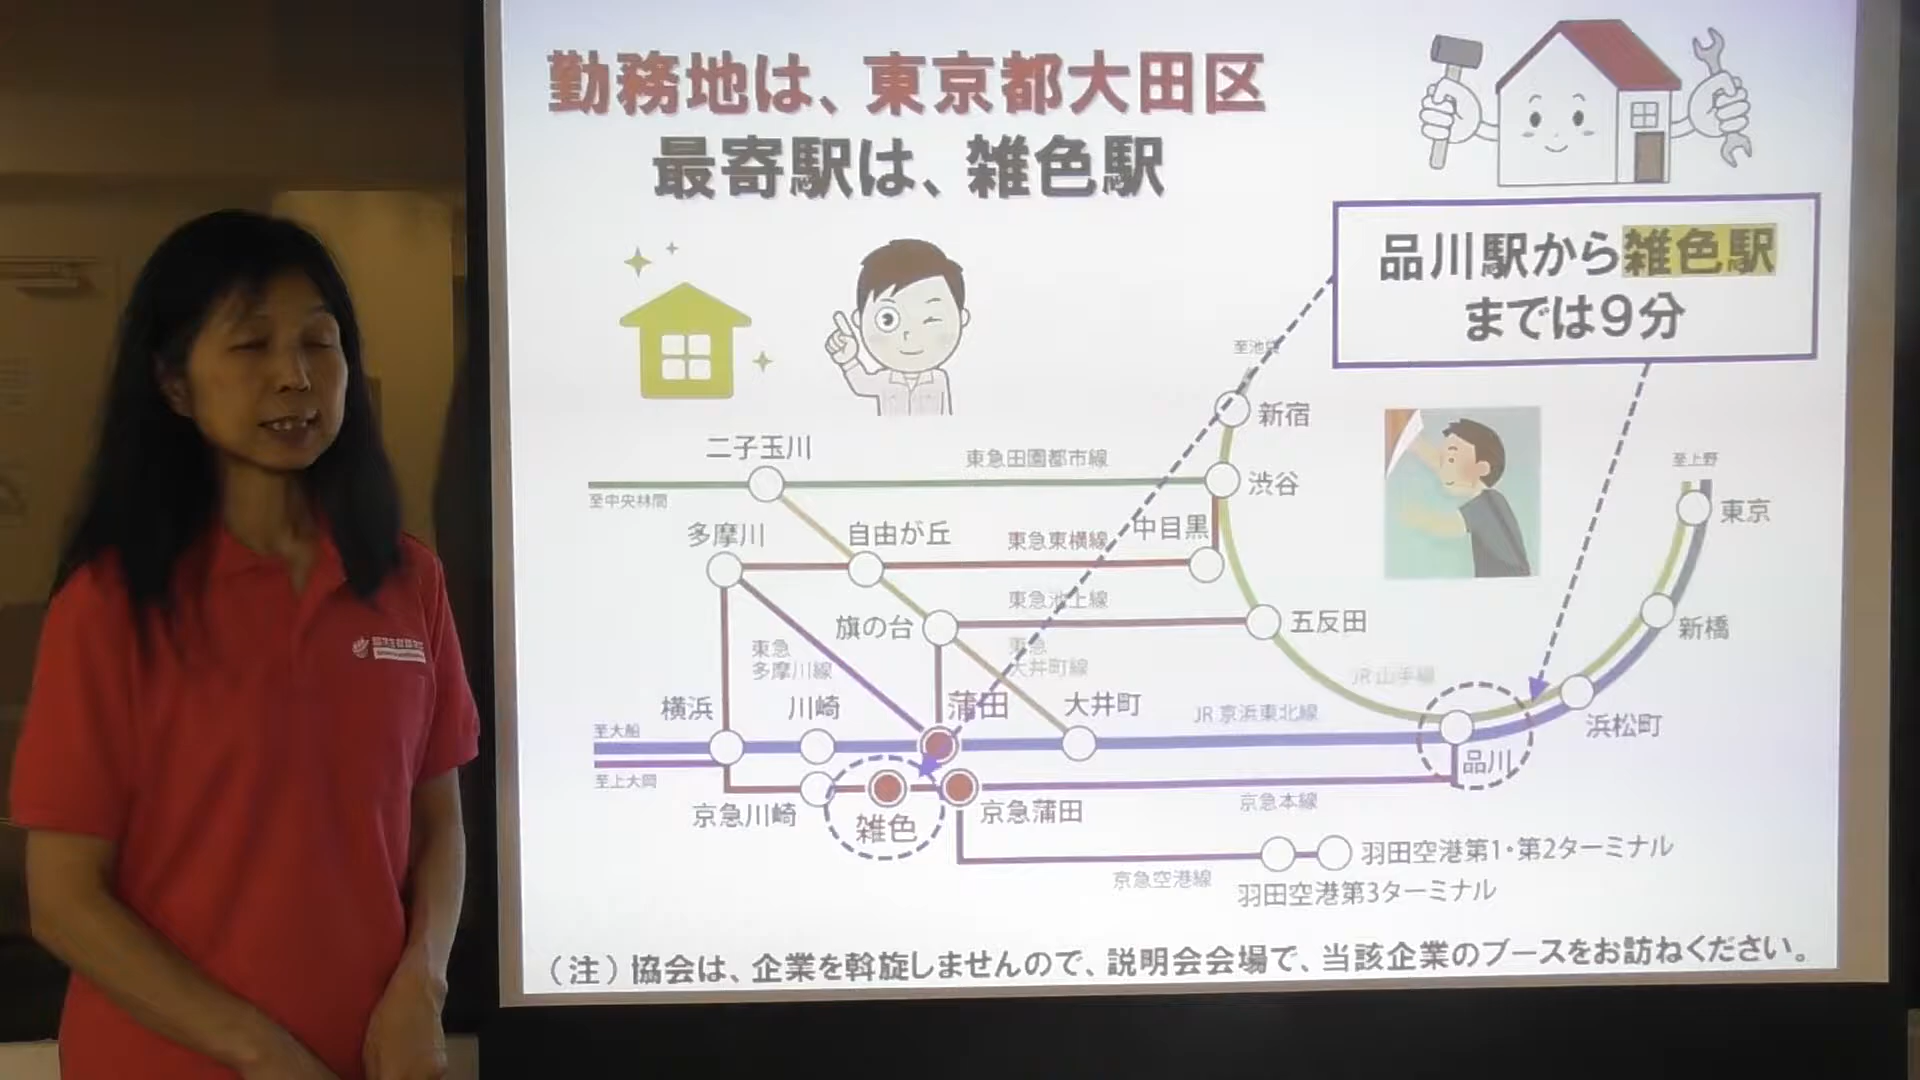 勤務地は、東京都大田区
最寄駅は、雑色駅
品川駅から雑色駅
までは9分
至池袋
新宿
二子玉川
東急田園都市線
渋谷
至中央林間
至上野
東京
多摩川
自由が丘
東急東横線
中目黒
東急池上線
旗の台
五反田
新橋
東急
多摩川線
東急
大井町線
JR山手線
横浜
川崎
蒲田
大井町
JR京浜東北線
浜松町
至大船
品川
至上大岡
京急川崎
雑色
京急蒲田
京急本線
羽田空港第1・第2ターミナル
京急空港線
羽田空港第3ターミナル
（注）協会は、企業を斡旋しませんので、説明会会場で、当該企業のブースをお訪ねください。